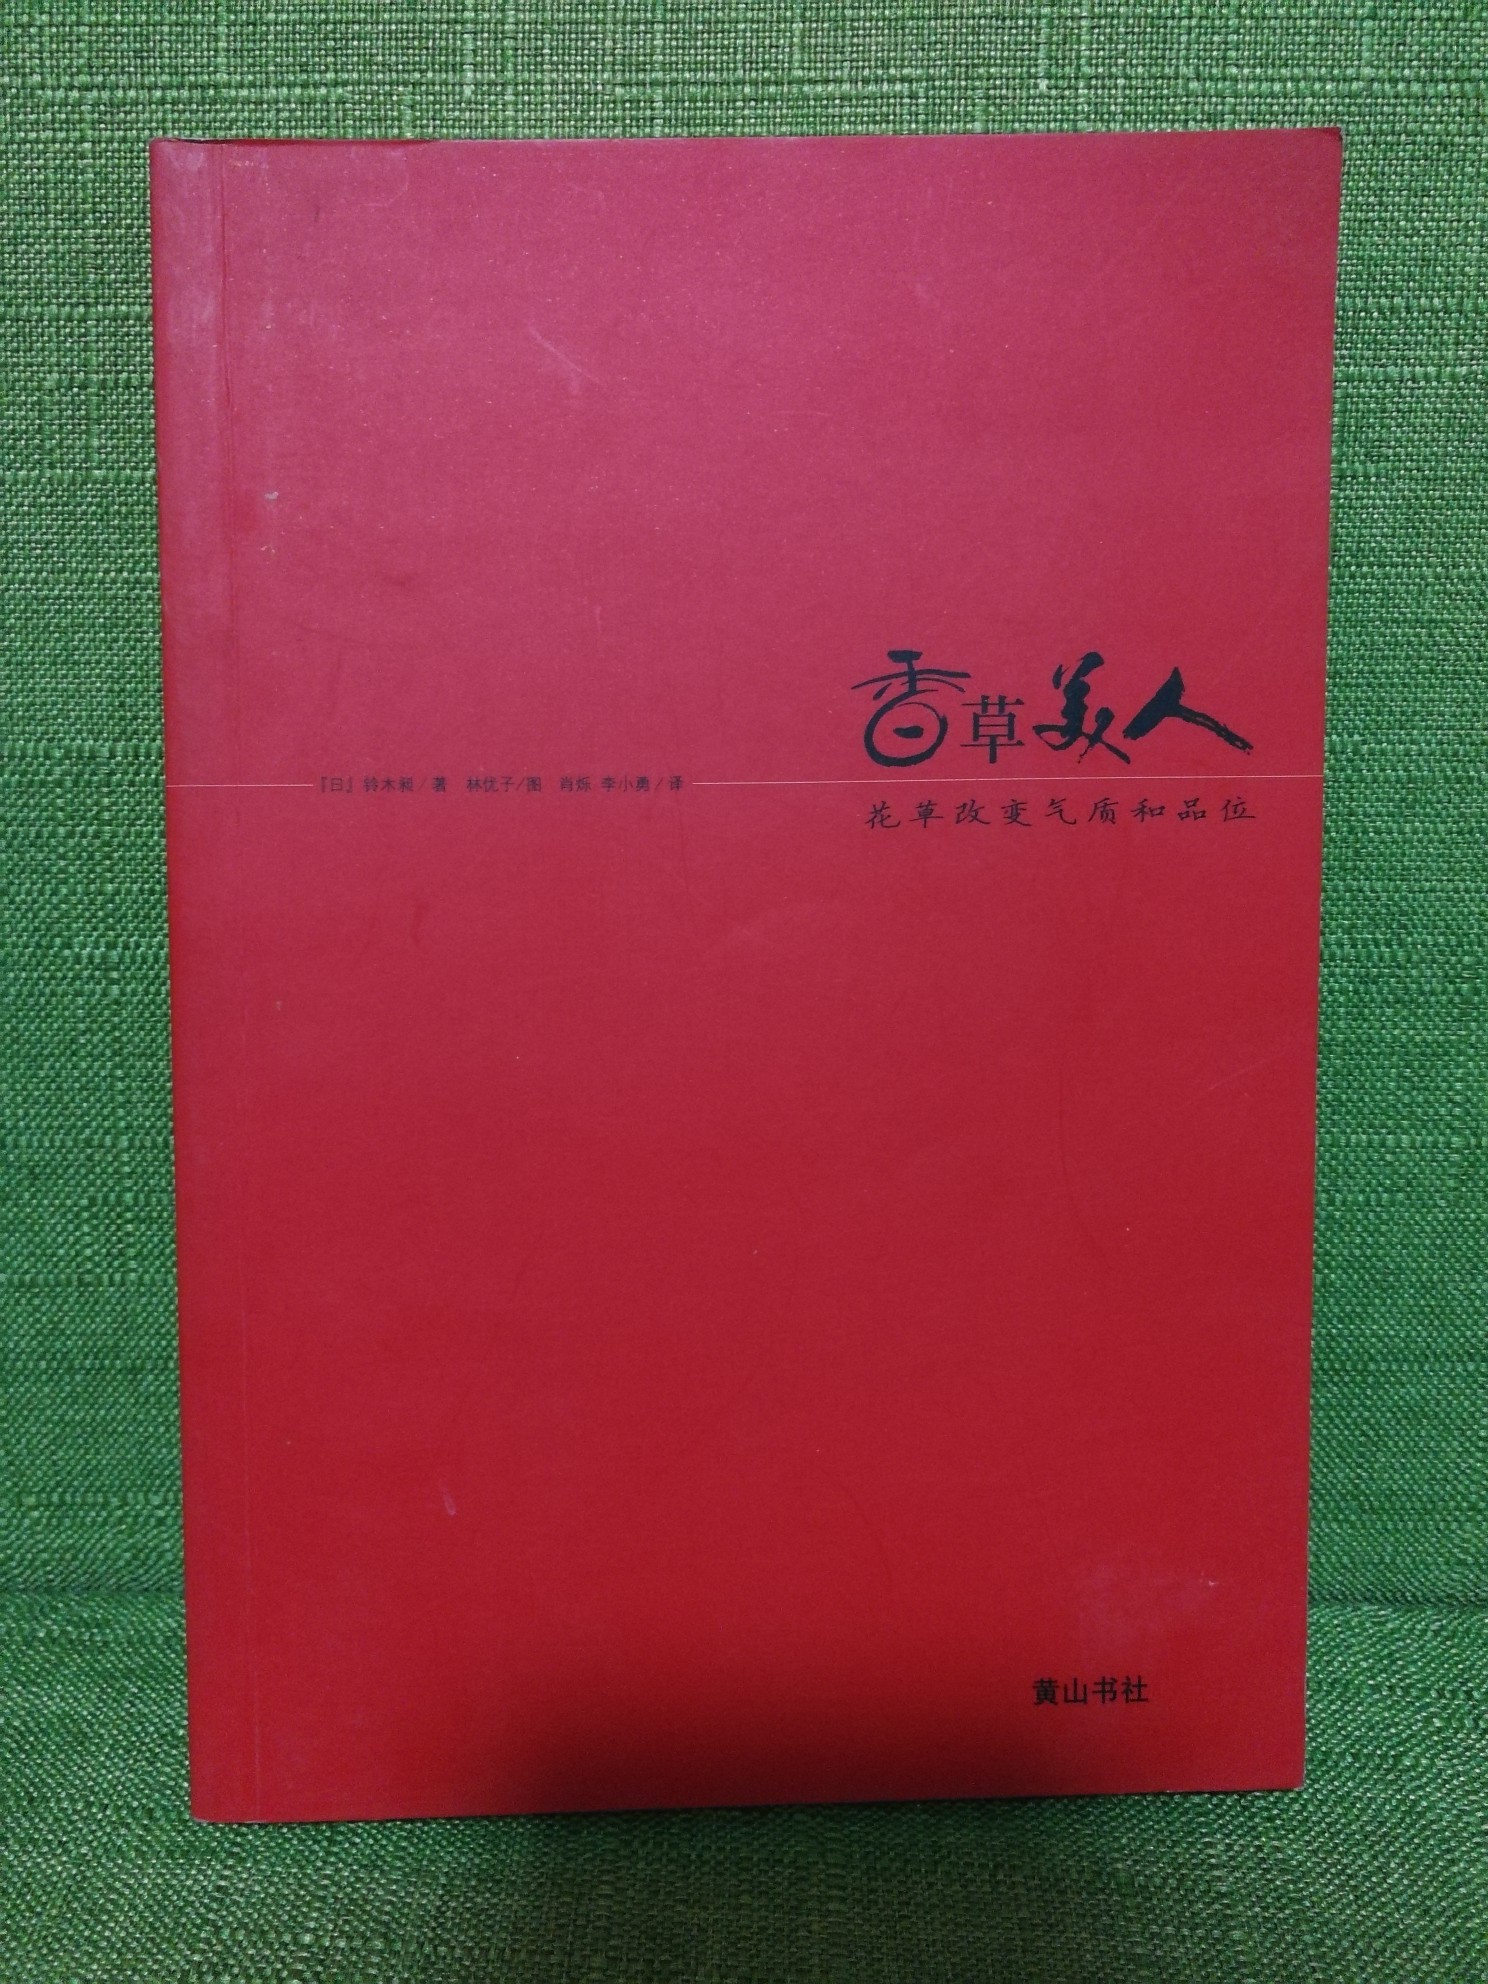 香草美人
『日』铃木昶/著 林优子/图 肖烁 李小勇/译
花草改变气质和品位
黄山书社